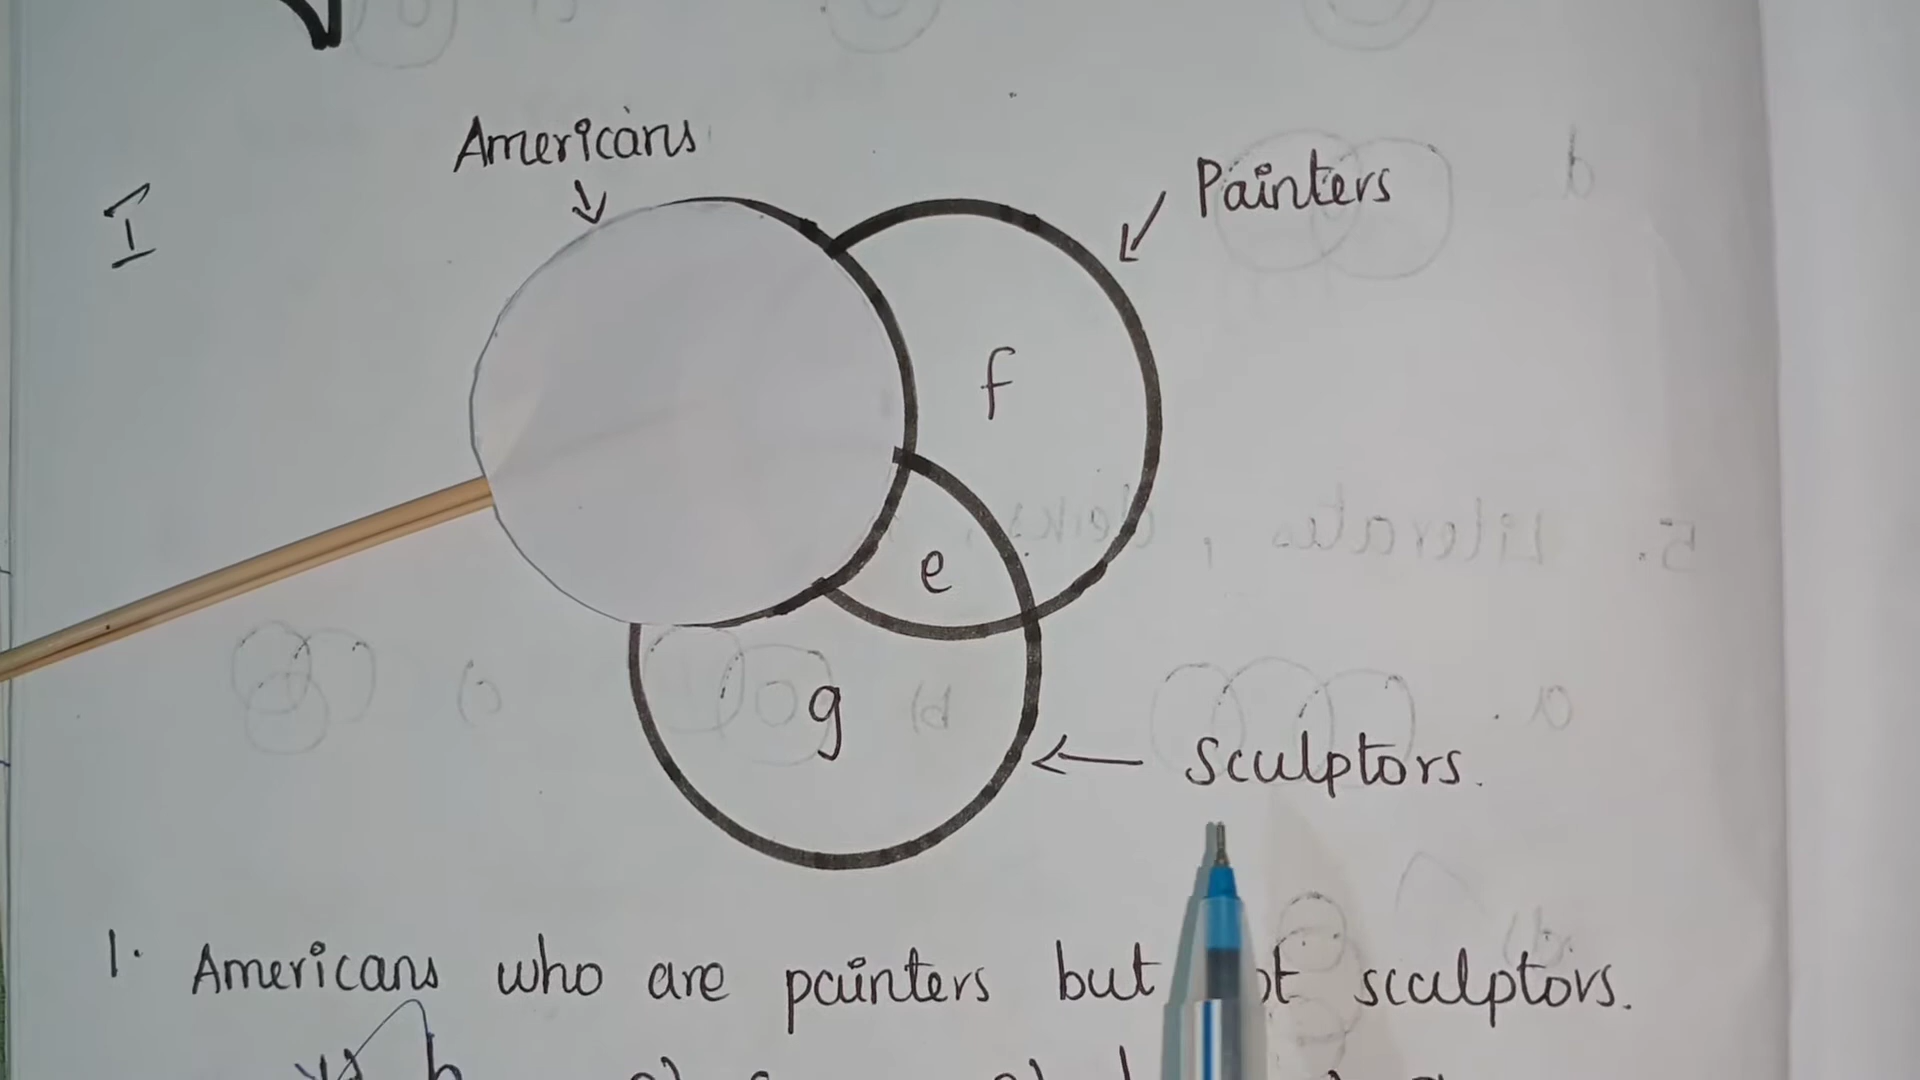 Americans
I
Painters
f
e
g
Sculptors.
1. Americans who are painters but sculptors.
b